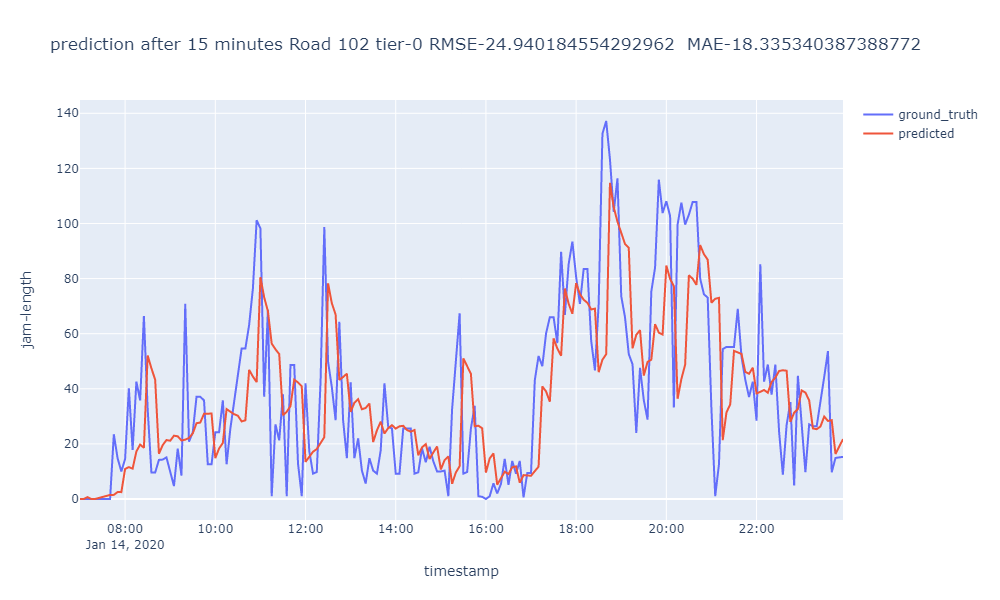 prediction after 15 minutes Road 102 tier-0 RMSE-24.940184554292962  MAE-18.335340387388772
ground_truth
predicted
140
120
100
80
60
40
20
0
jam-length
08:00 10:00 12:00 14:00 16:00 18:00 20:00 22:00
Jan 14, 2020
timestamp